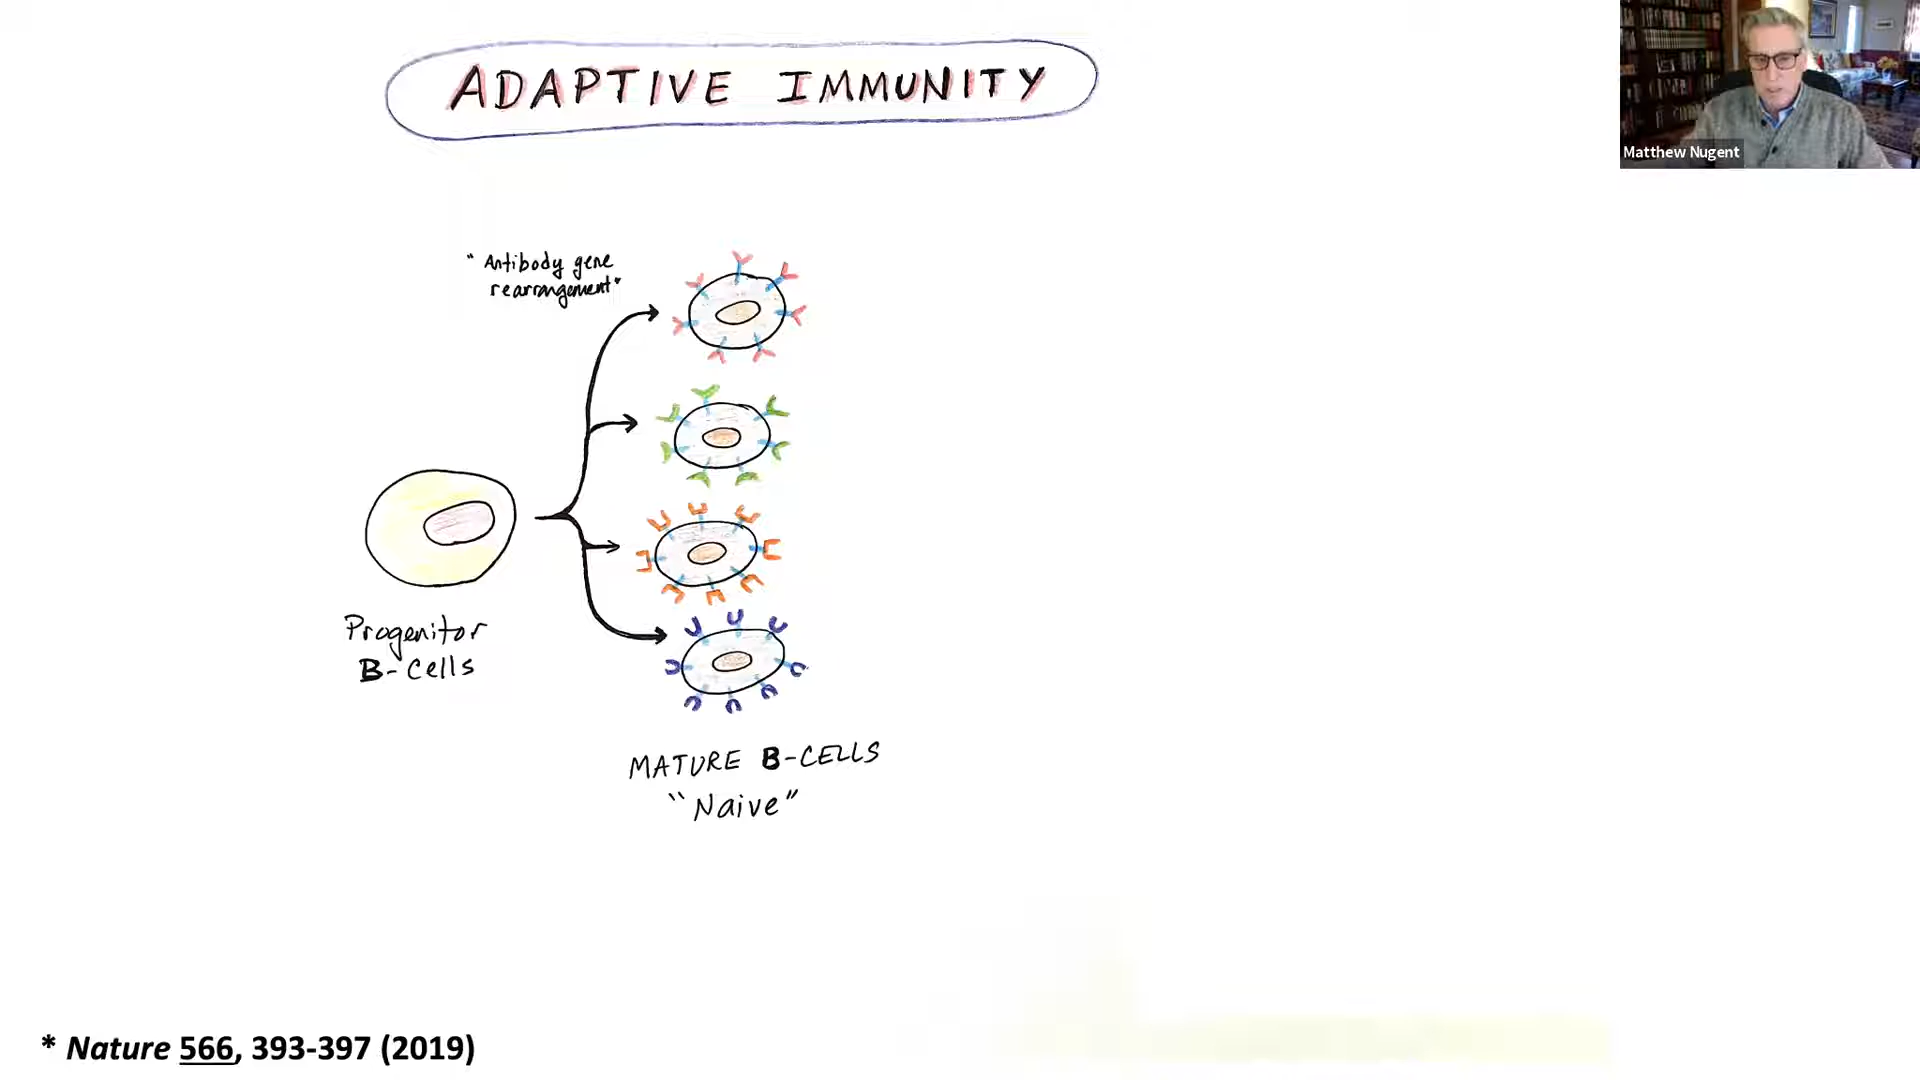 ADAPTIVE IMMUNITY
Matthew Nugent
"Antibody gene
rearrangement"
Progenitor
B-Cells
MATURE B-CELLS
"Naive"
* Nature 566, 393-397 (2019)